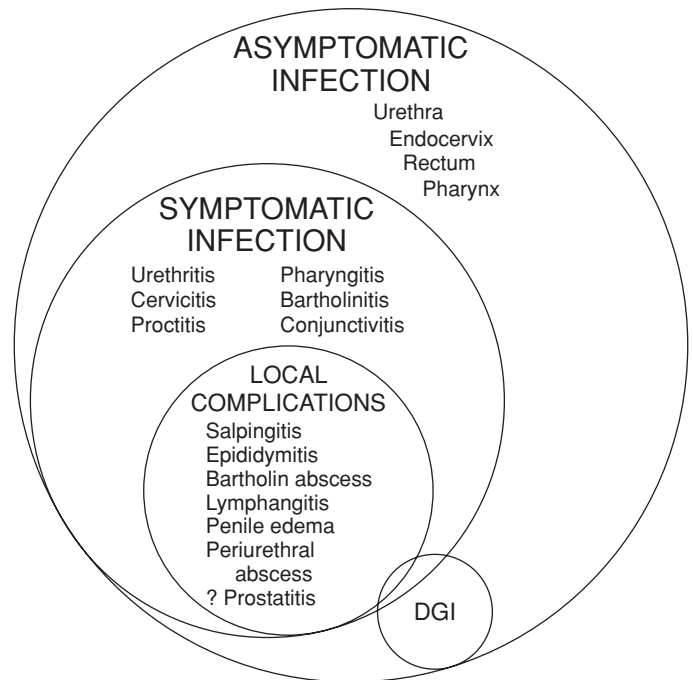 ASYMPTOMATIC
INFECTION
Urethra
Endocervix
Rectum
Pharynx
SYMPTOMATIC
INFECTION
Urethritis
Cervicitis
Proctitis
Pharyngitis
Bartholinitis
Conjunctivitis
LOCAL
COMPLICATIONS
Salpingitis
Epididymitis
Bartholin abscess
Lymphangitis
Penile edema
Periurethral
abscess
? Prostatitis
DGI